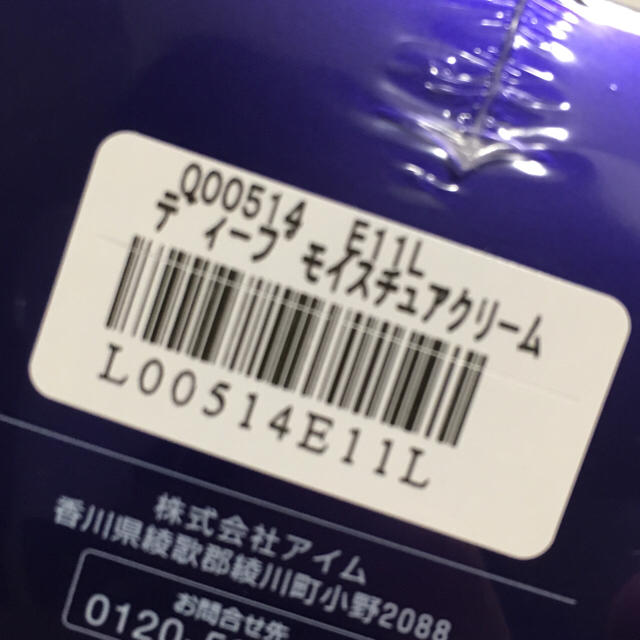 Q00514 E11L
ディープモイスチュアクリーム
L00514E11L
株式会社アイム
香川県綾歌郡綾川町小野2088
お問合せ先
0120-5